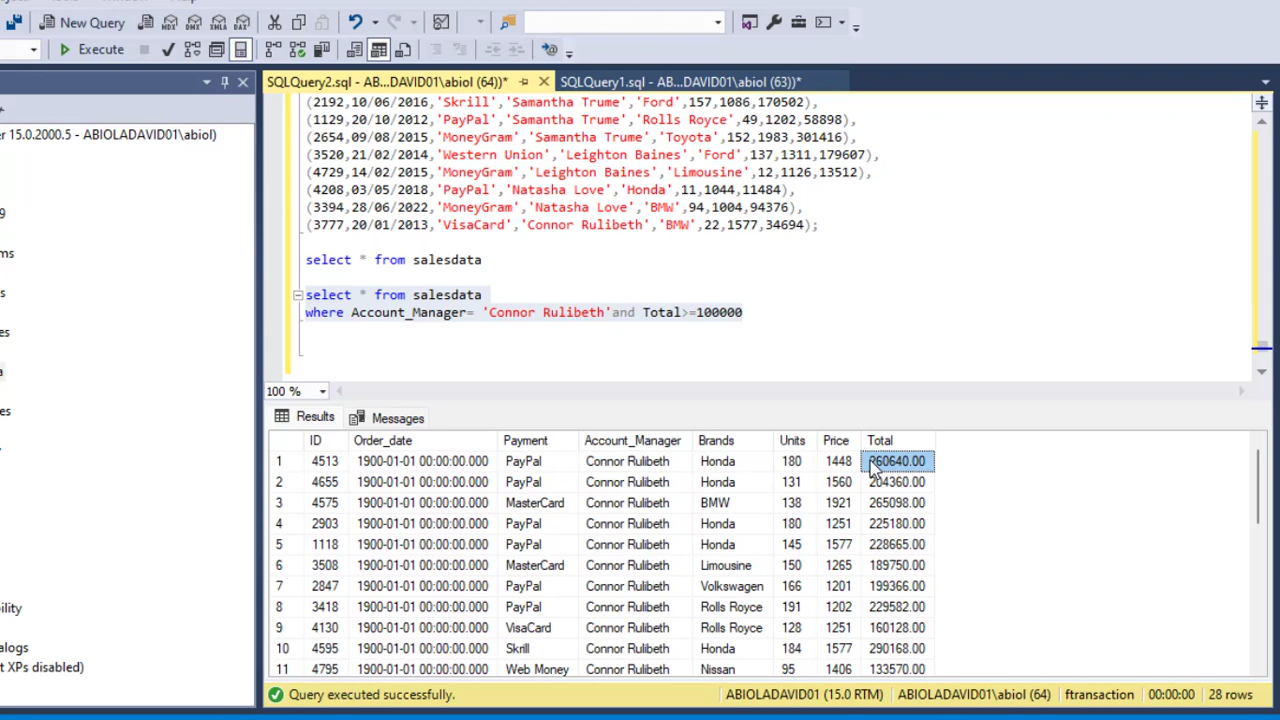 New Query MDX DMX XMLA DAX
Execute
SQLQuery2.sql - AB...DAVID01\abiol (64))* SQLQuery1.sql - AB...DAVID01\abiol (63))*
r 15.0.2000.5 - ABIOLADAVID01\abiol)
(2192,10/06/2016,'Skrill','Samantha Trume','Ford',157,1086,170502),
(1129,20/10/2012,'PayPal','Samantha Trume','Rolls Royce',49,1202,58898),
(2654,09/08/2015,'MoneyGram','Samantha Trume','Toyota',152,1983,301416),
(3520,21/02/2014,'Western Union','Leighton Baines','Ford',137,1311,179607),
(4729,14/02/2015,'MoneyGram','Leighton Baines','Limousine',12,1126,13512),
(4208,03/05/2018,'PayPal','Natasha Love','Honda',11,1044,11484),
(3394,28/06/2022,'MoneyGram','Natasha Love','BMW',94,1004,94376),
(3777,20/01/2013,'VisaCard','Connor Rulibeth','BMW',22,1577,34694);
select * from salesdata
select * from salesdata
where Account_Manager= 'Connor Rulibeth'and Total>=100000
9
ms
s
es
a
es
bility
alogs
t XPs disabled)
100 %
Results Messages
ID Order_date Payment Account_Manager Brands Units Price Total
1 4513 1900-01-01 00:00:00.000 PayPal Connor Rulibeth Honda 180 1448 260640.00
2 4655 1900-01-01 00:00:00.000 PayPal Connor Rulibeth Honda 131 1560 204360.00
3 4575 1900-01-01 00:00:00.000 MasterCard Connor Rulibeth BMW 138 1921 265098.00
4 2903 1900-01-01 00:00:00.000 PayPal Connor Rulibeth Honda 180 1251 225180.00
5 1118 1900-01-01 00:00:00.000 PayPal Connor Rulibeth Honda 145 1577 228665.00
6 3508 1900-01-01 00:00:00.000 MasterCard Connor Rulibeth Limousine 150 1265 189750.00
7 2847 1900-01-01 00:00:00.000 PayPal Connor Rulibeth Volkswagen 166 1201 199366.00
8 3418 1900-01-01 00:00:00.000 PayPal Connor Rulibeth Rolls Royce 191 1202 229582.00
9 4130 1900-01-01 00:00:00.000 VisaCard Connor Rulibeth Rolls Royce 128 1251 160128.00
10 4595 1900-01-01 00:00:00.000 Skrill Connor Rulibeth Honda 184 1577 290168.00
11 4795 1900-01-01 00:00:00.000 Web Money Connor Rulibeth Nissan 95 1406 133570.00
Query executed successfully. ABIOLADAVID01 (15.0 RTM) ABIOLADAVID01\abiol (64) ftransaction 00:00:00 28 rows